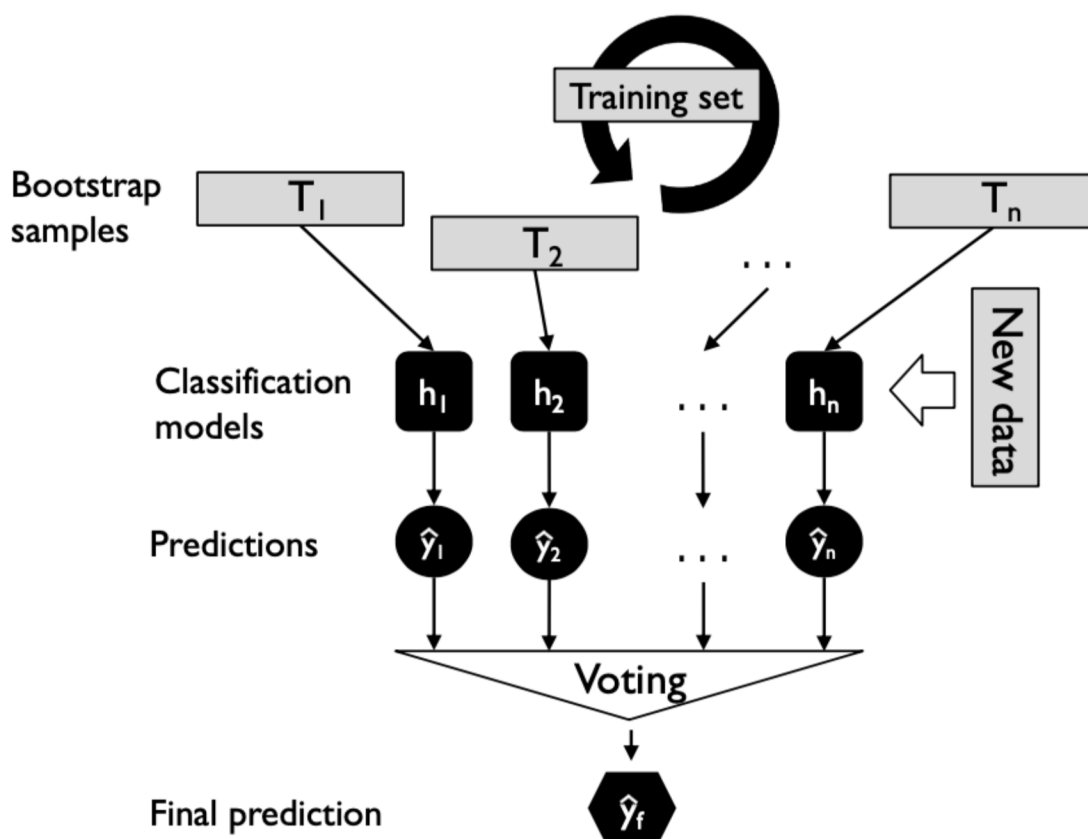 Training set
Bootstrap
samples
T₁
T₂
. . .
Tₙ
New data
Classification
models
h₁
h₂
. . .
hₙ
Predictions
ŷ₁
ŷ₂
. . .
ŷₙ
Voting
Final prediction
ŷf